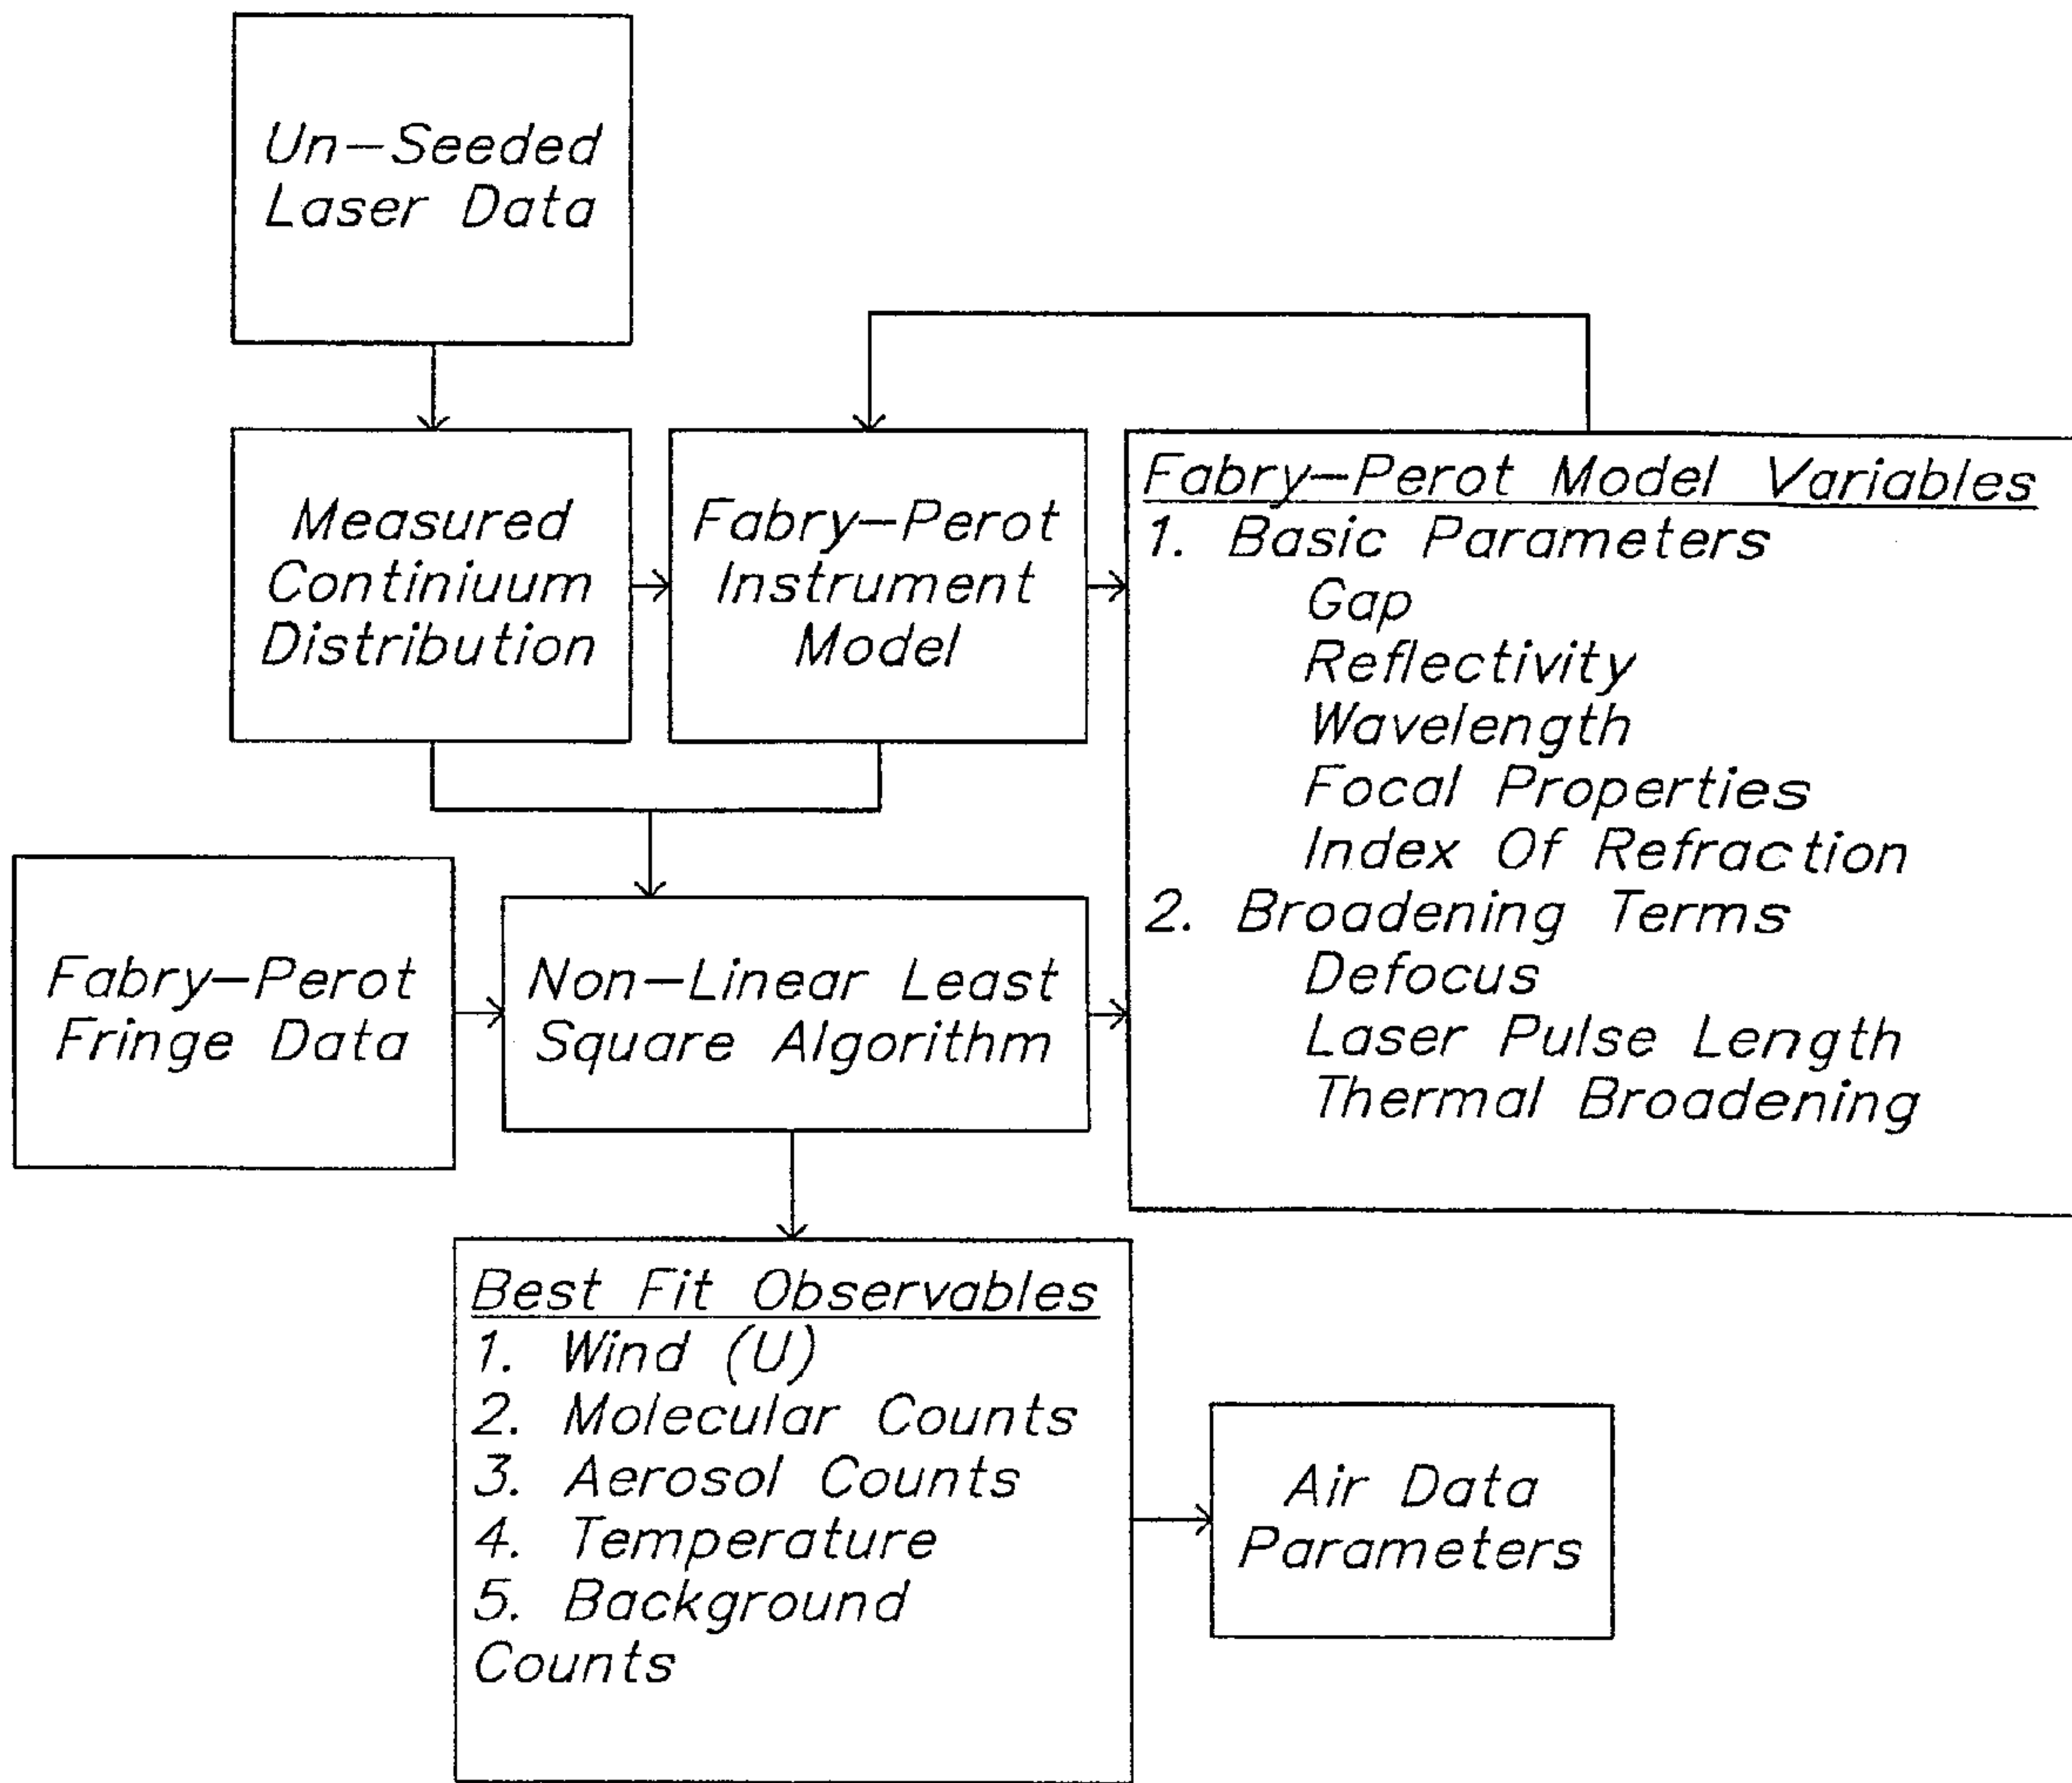 Un-Seeded
Laser Data
Measured
Continiuum
Distribution
Fabry-Perot
Instrument
Model
Fabry-Perot Model Variables
1. Basic Parameters
Gap
Reflectivity
Wavelength
Focal Properties
Index Of Refraction
2. Broadening Terms
Defocus
Laser Pulse Length
Thermal Broadening
Fabry-Perot
Fringe Data
Non-Linear Least
Square Algorithm
Best Fit Observables
1. Wind (U)
2. Molecular Counts
3. Aerosol Counts
4. Temperature
5. Background
Counts
Air Data
Parameters